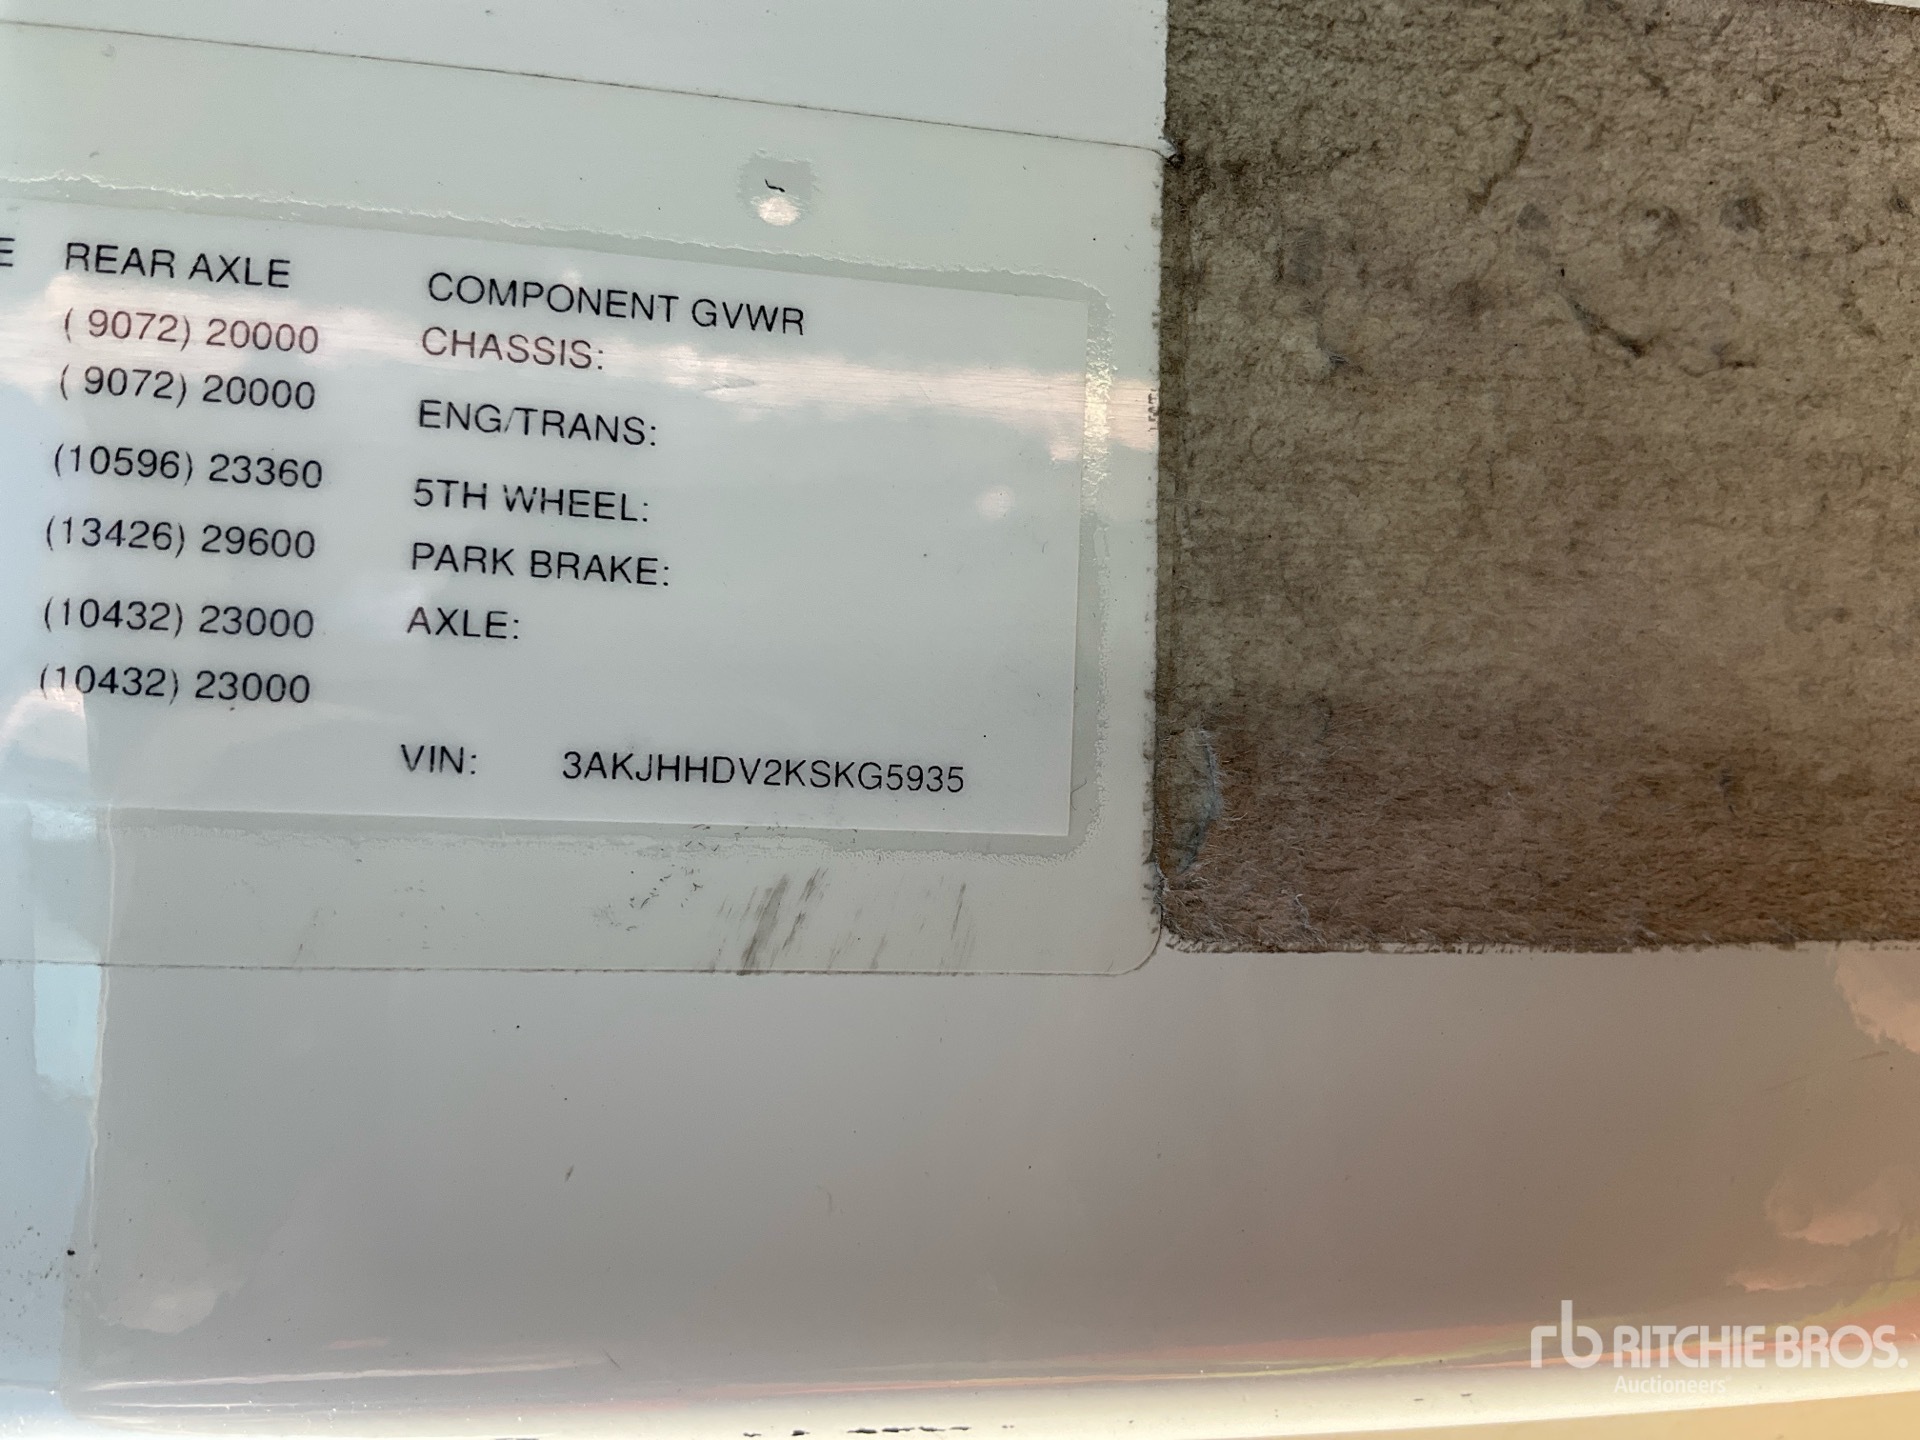 E REAR AXLE
( 9072) 20000
( 9072) 20000
(10596) 23360
(13426) 29600
(10432) 23000
(10432) 23000
COMPONENT GVWR
CHASSIS:
ENG/TRANS:
5TH WHEEL:
PARK BRAKE:
AXLE:
VIN: 3AKJHHDV2KSKG5935
rb RITCHIE BROS.
Auctioneers